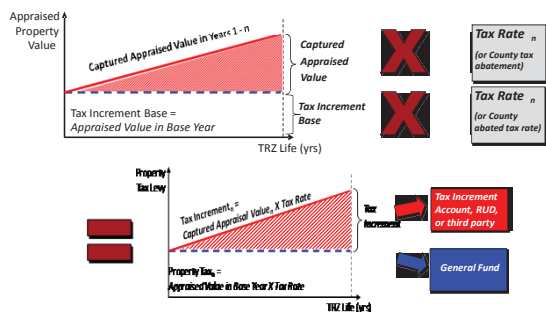 Appraised
Property
Value
Captured Appraised Value in Years 1 - n
Captured
Appraised
Value
Tax Increment Base =
Appraised Value in Base Year
Tax Increment
Base
TRZ Life (yrs)
X
Tax Rate n
(or County tax
abatement)
X
Tax Rate n
(or County
abated tax rate)
Property
Tax Levy
Tax Increment n =
Captured Appraisal Value n X Tax Rate
Tax
Increment
Property Tax n =
Appraised Value in Base Year X Tax Rate
TRZ Life (yrs)
=
Tax Increment
Account, RUD,
or third party
General Fund